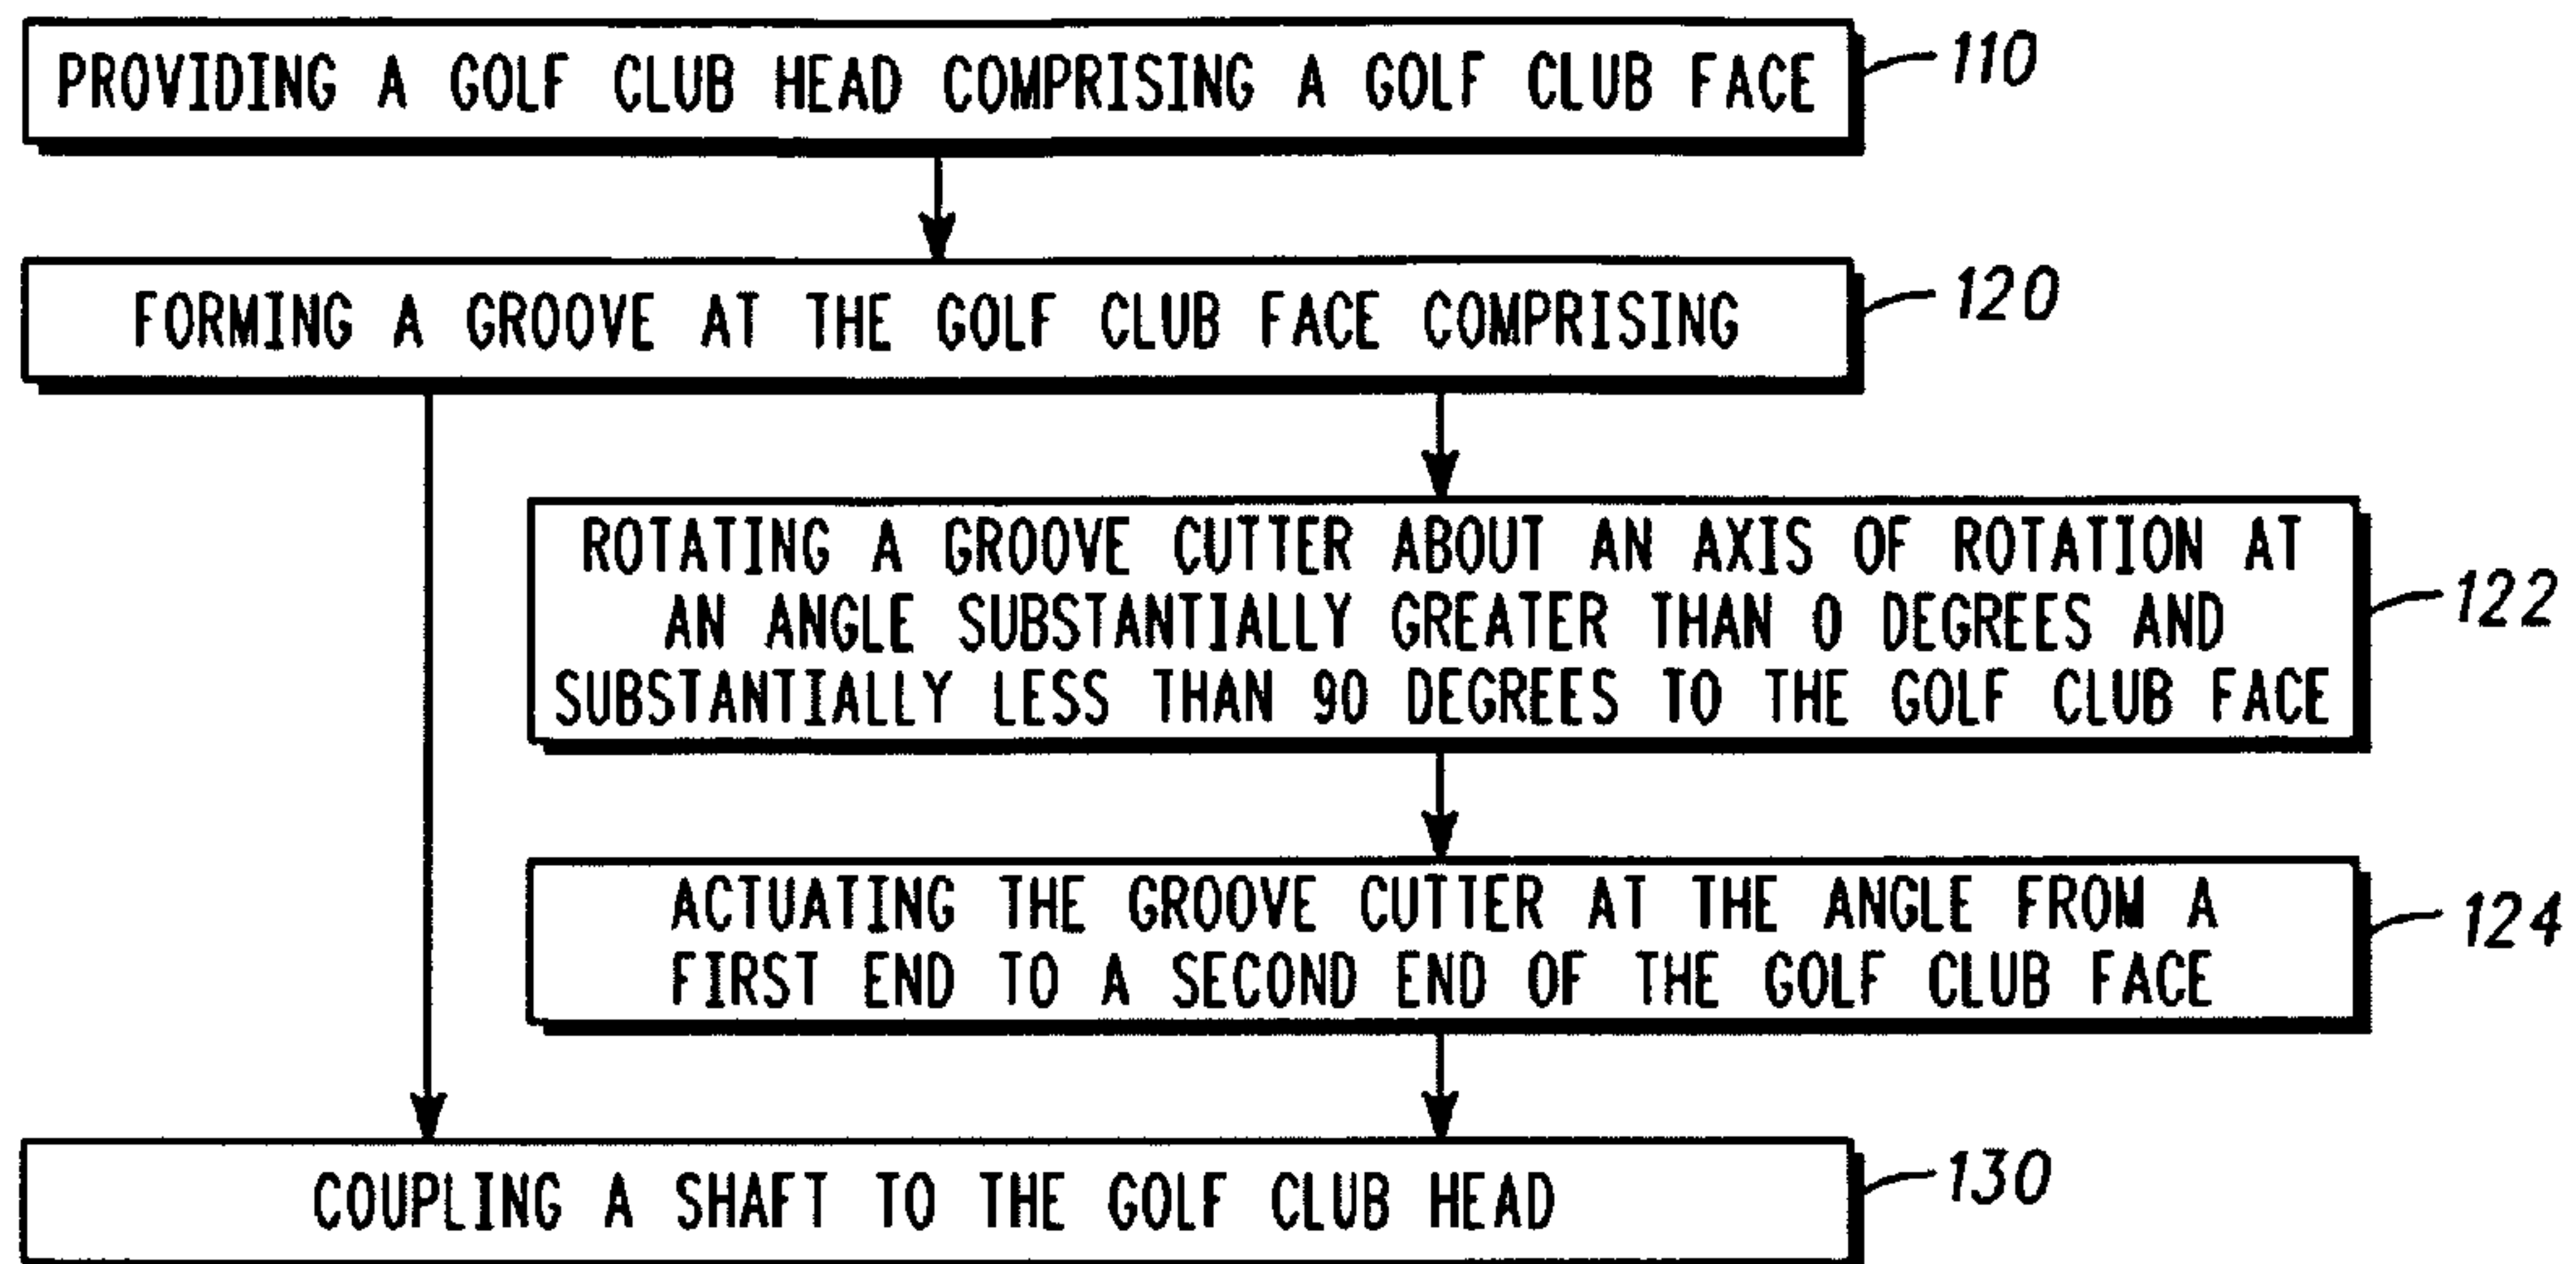 PROVIDING A GOLF CLUB HEAD COMPRISING A GOLF CLUB FACE
110
FORMING A GROOVE AT THE GOLF CLUB FACE COMPRISING
120
ROTATING A GROOVE CUTTER ABOUT AN AXIS OF ROTATION AT
AN ANGLE SUBSTANTIALLY GREATER THAN 0 DEGREES AND
SUBSTANTIALLY LESS THAN 90 DEGREES TO THE GOLF CLUB FACE
122
ACTUATING THE GROOVE CUTTER AT THE ANGLE FROM A
FIRST END TO A SECOND END OF THE GOLF CLUB FACE
124
COUPLING A SHAFT TO THE GOLF CLUB HEAD
130